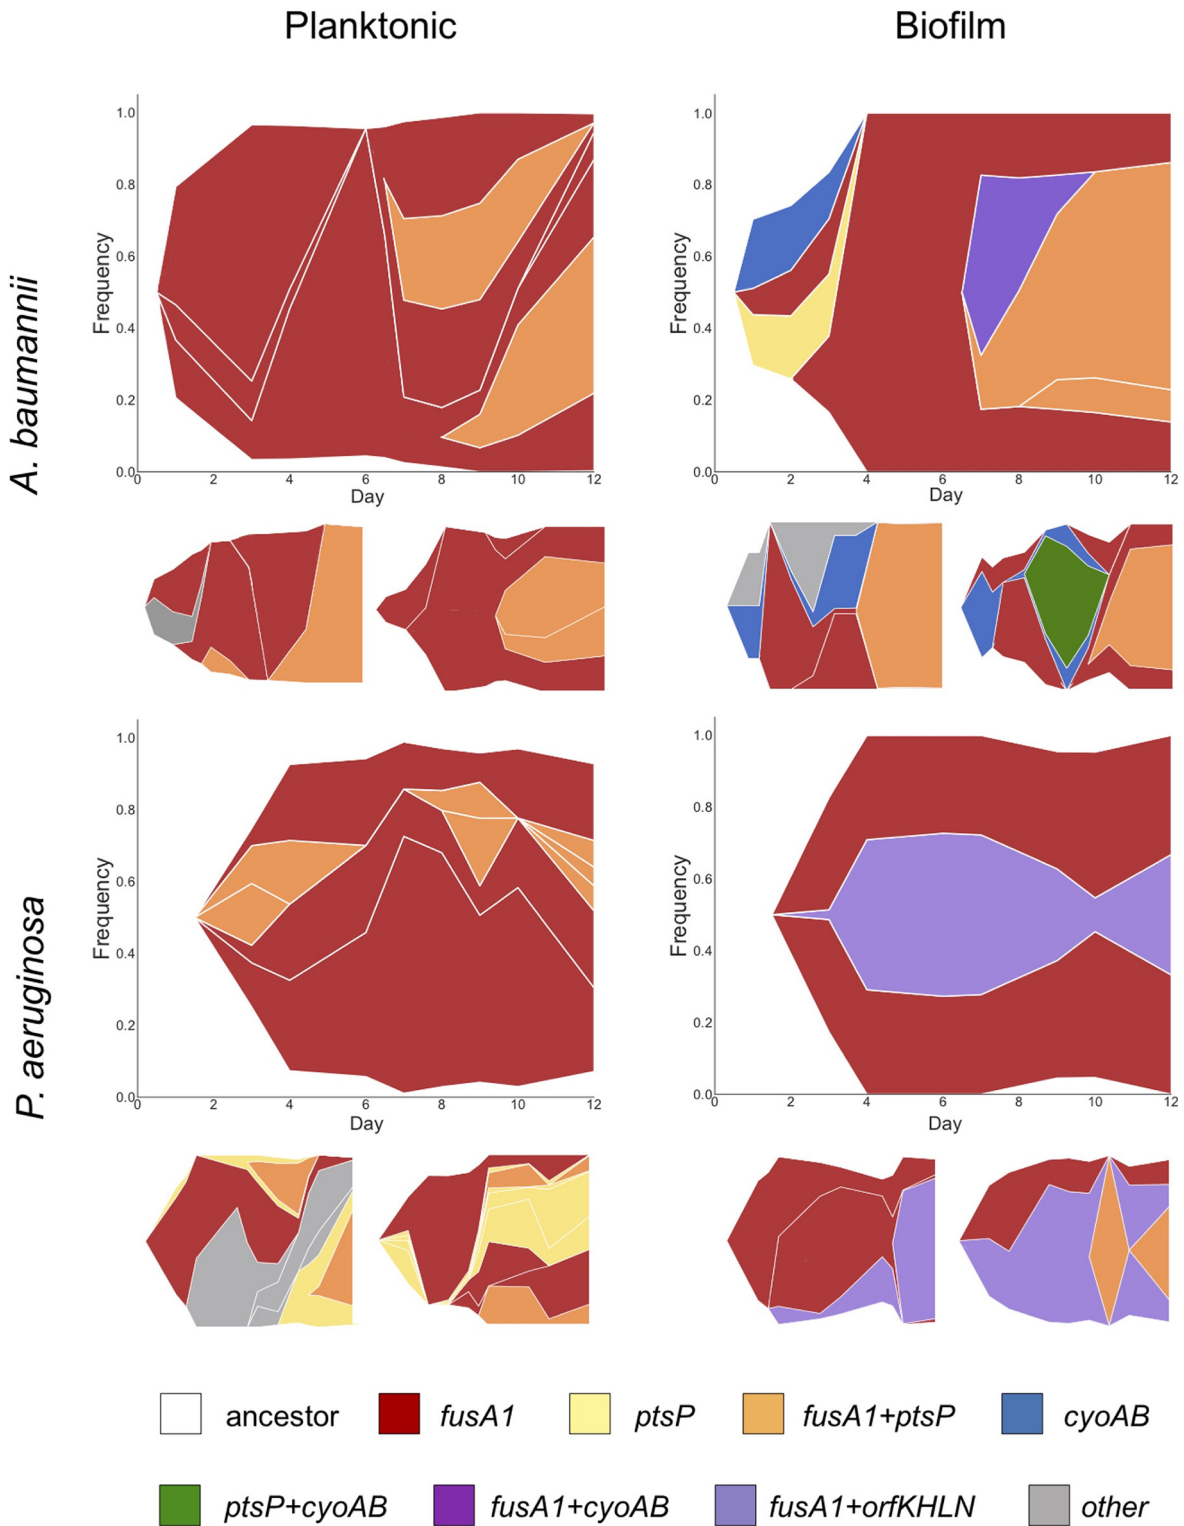 Planktonic
Biofilm
A. baumannii
Frequency
1.0
0.8
0.6
0.4
0.2
0.0
0 2 4 6 8 10 12
Day
Frequency
1.0
0.8
0.6
0.4
0.2
0.0
0 2 4 6 8 10 12
Day
P. aeruginosa
Frequency
1.0
0.8
0.6
0.4
0.2
0.0
0 2 4 6 8 10 12
Day
Frequency
1.0
0.8
0.6
0.4
0.2
0.0
0 2 4 6 8 10 12
Day
ancestor
fusA1
ptsP
fusA1+ptsP
cyoAB
ptsP+cyoAB
fusA1+cyoAB
fusA1+orfKHLN
other